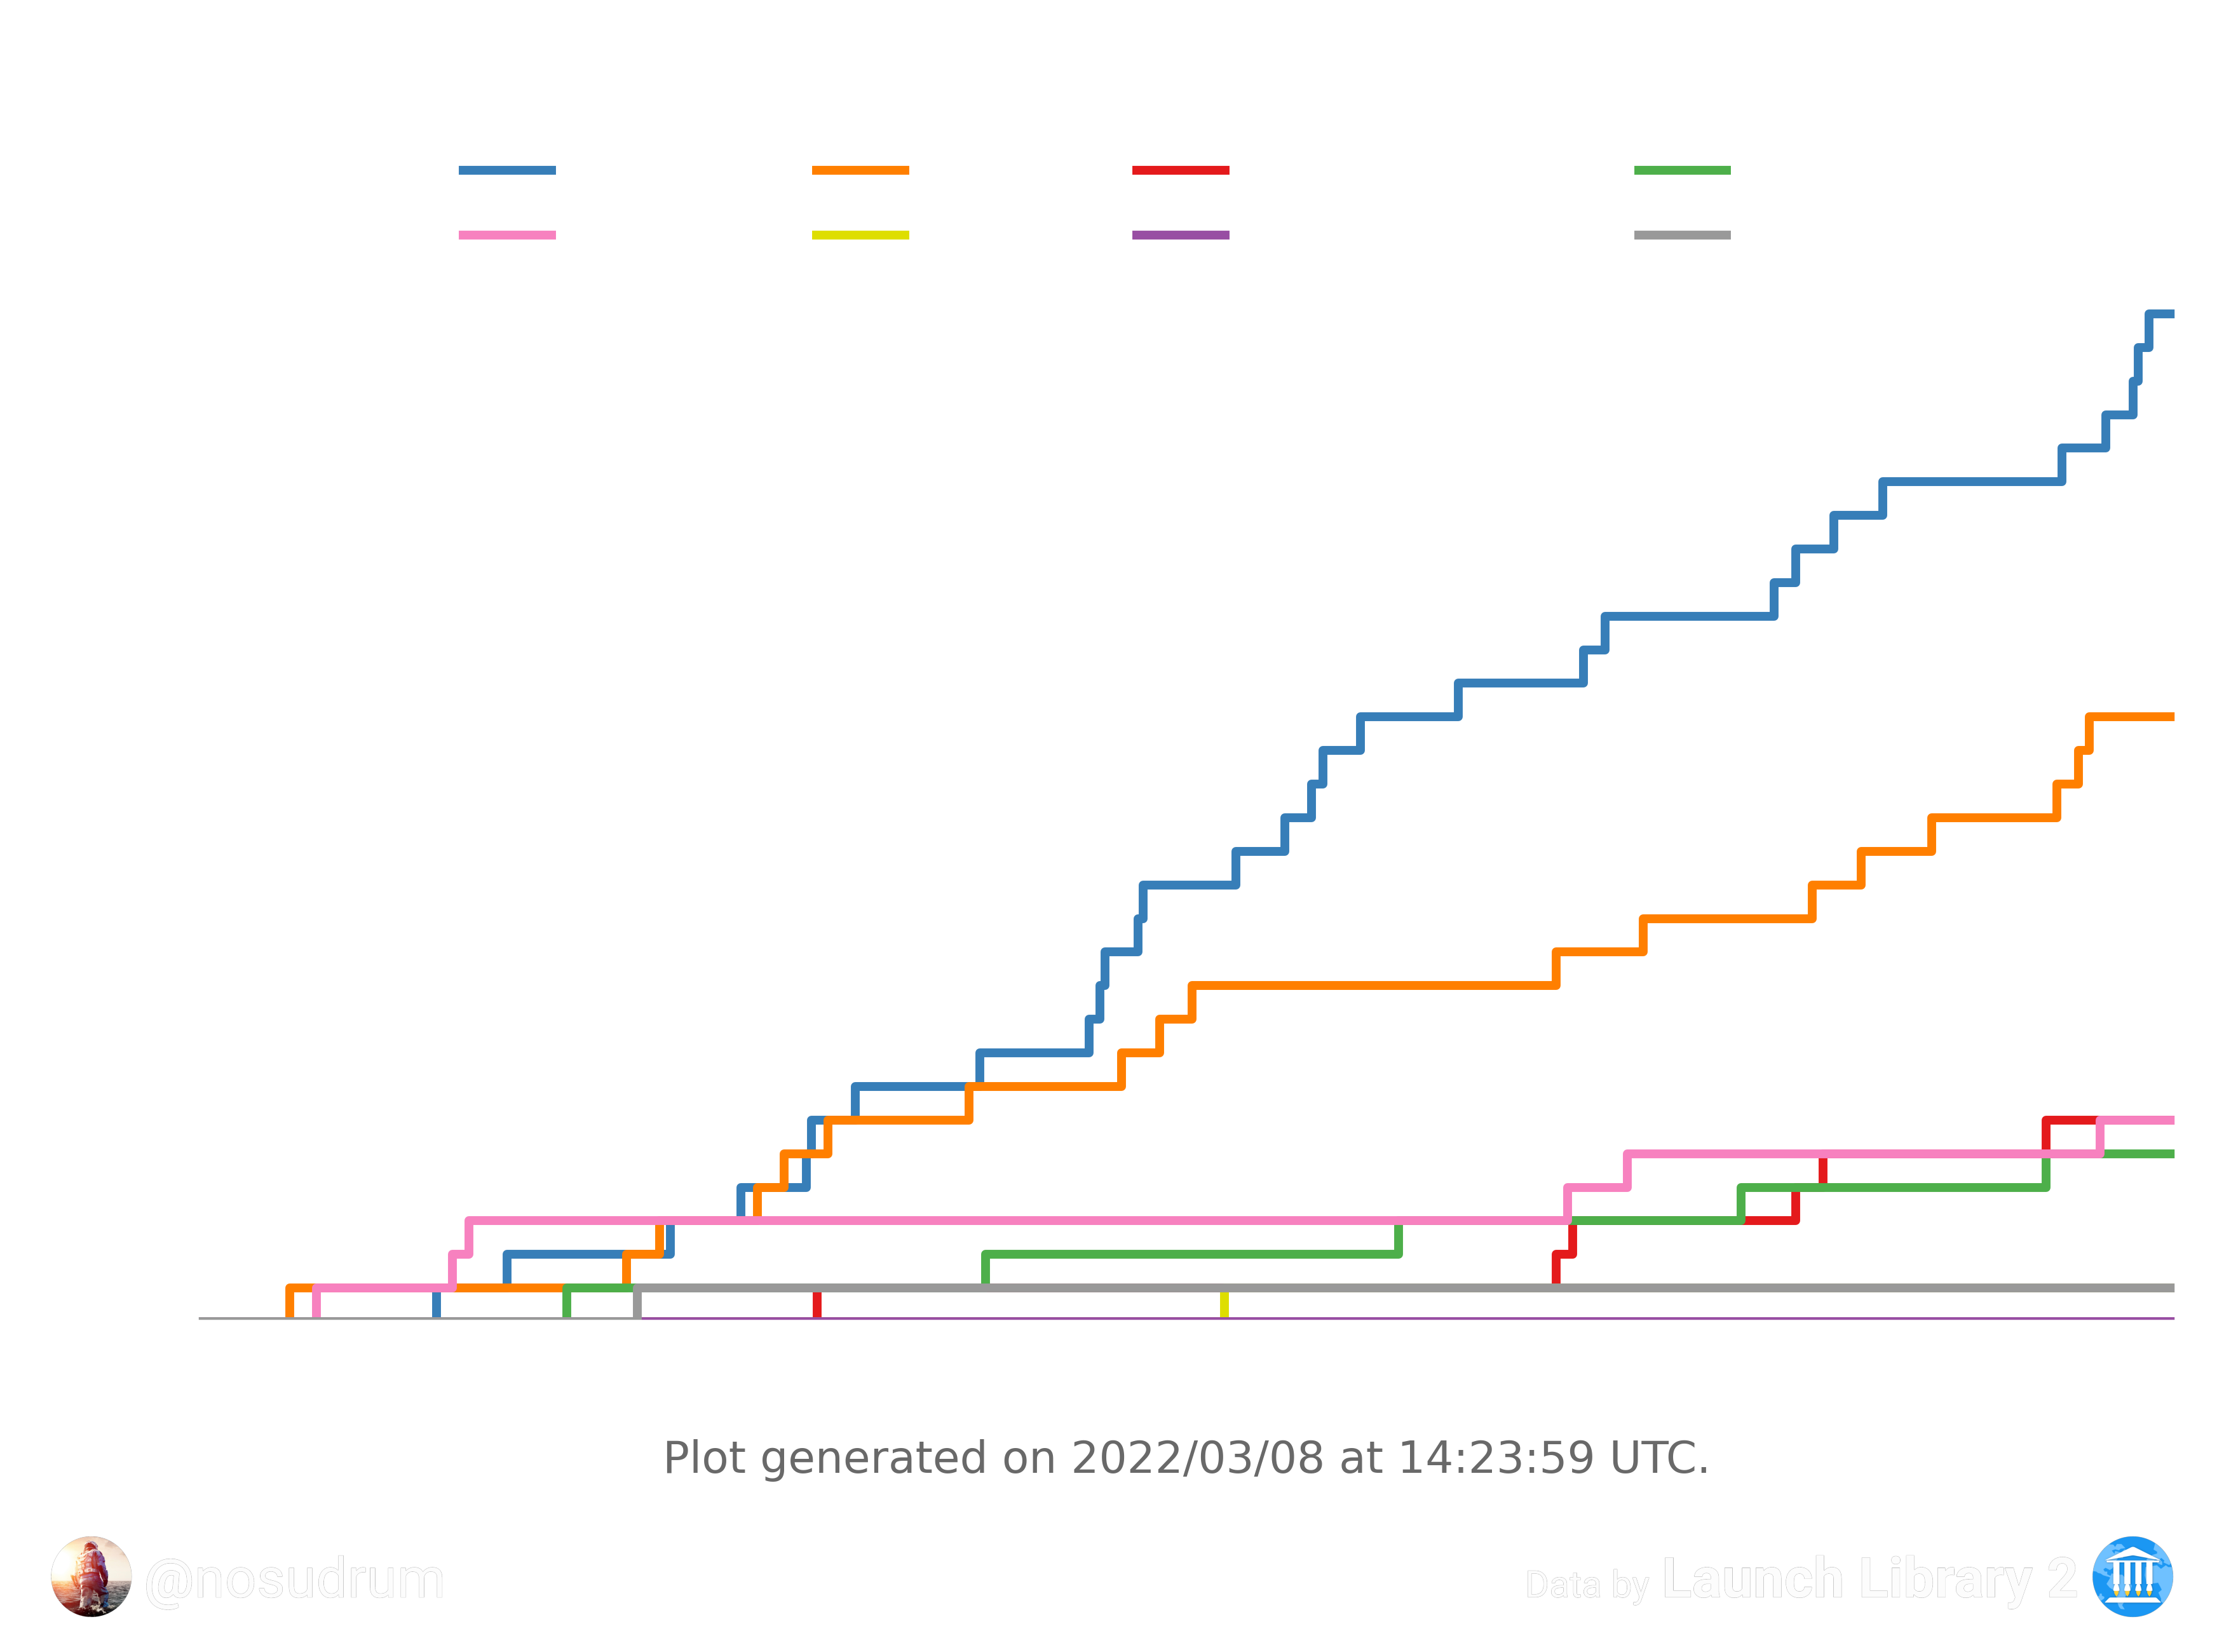 Plot generated on 2022/03/08 at 14:23:59 UTC.
@nosudrum
Data by Launch Library 2